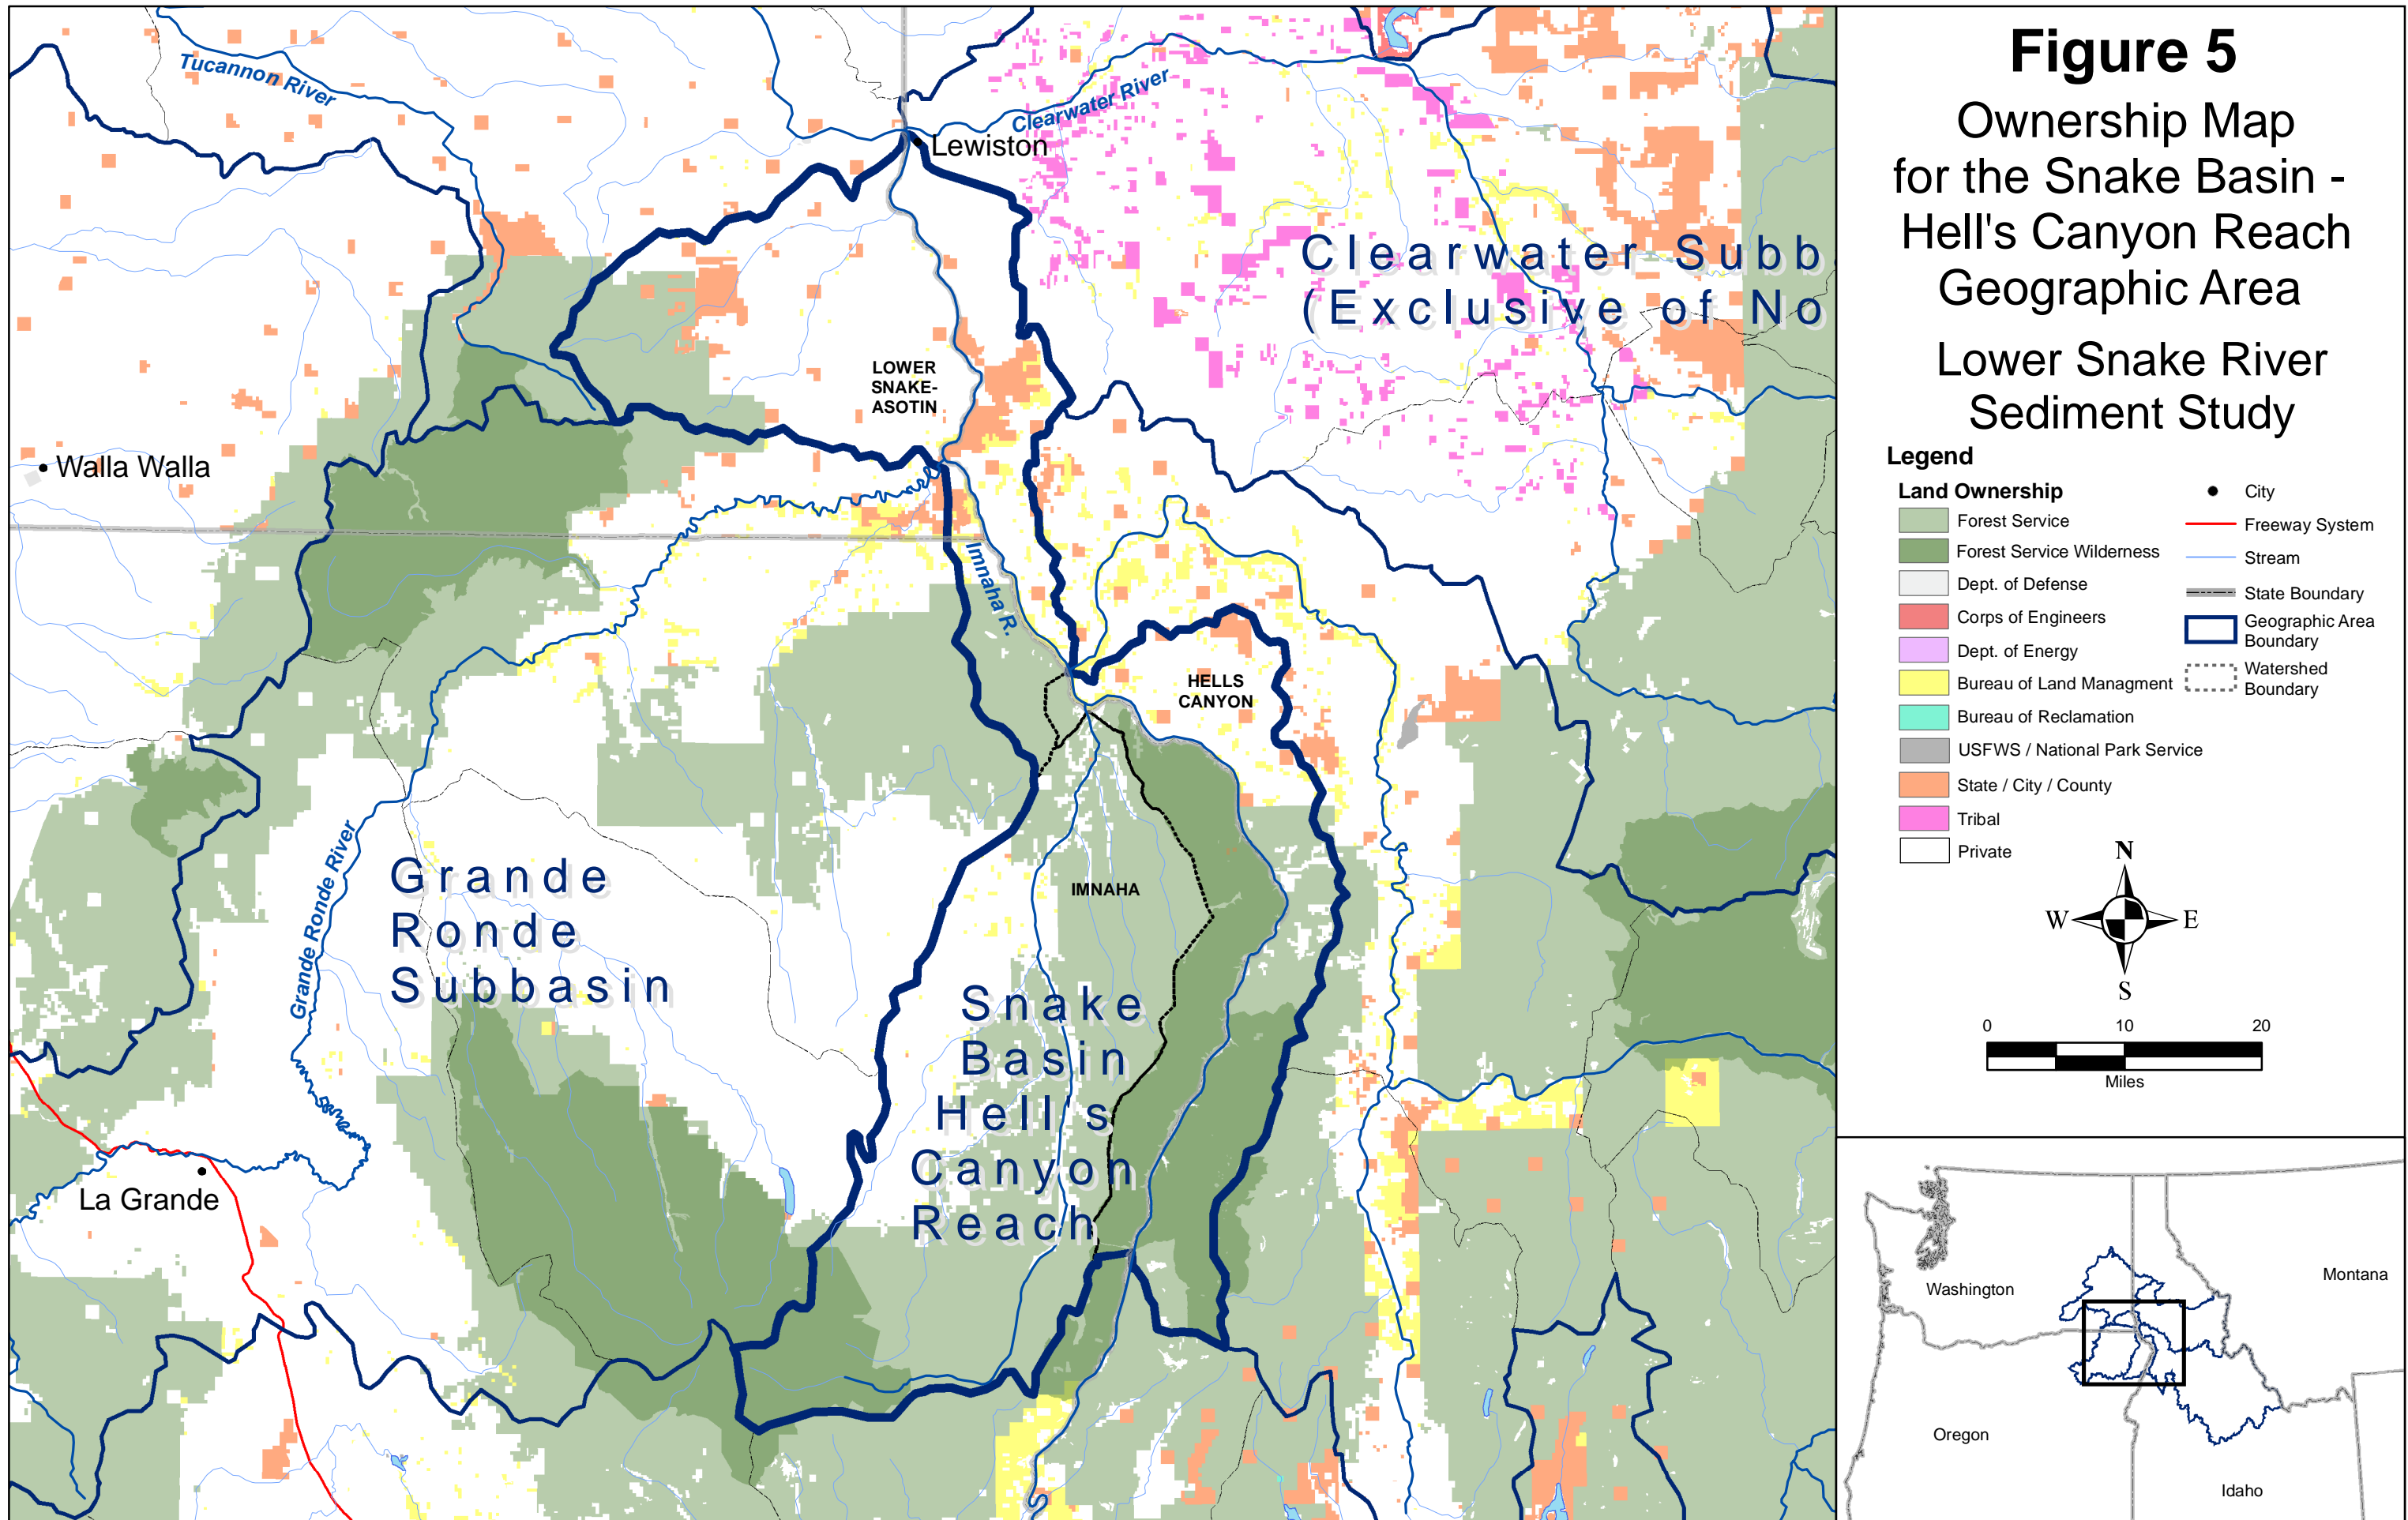 Figure 5
Ownership Map
for the Snake Basin -
Hell's Canyon Reach
Geographic Area
Lower Snake River
Sediment Study
Legend
Land Ownership
Forest Service
Forest Service Wilderness
Dept. of Defense
Corps of Engineers
Dept. of Energy
Bureau of Land Managment
Bureau of Reclamation
USFWS / National Park Service
State / City / County
Tribal
Private
City
Freeway System
Stream
State Boundary
Geographic Area
Boundary
Watershed
Boundary
N
W
E
S
0 10 20
Miles
Washington
Montana
Oregon
Idaho
Tucannon River
Clearwater River
Lewiston
Clearwater Subb
(Exclusive of No
LOWER
SNAKE-
ASOTIN
Walla Walla
Imnaha R.
HELLS
CANYON
IMNAHA
Grande Ronde River
Grande
Ronde
Subbasin
Snake
Basin
Hell s
Canyon
Reach
La Grande